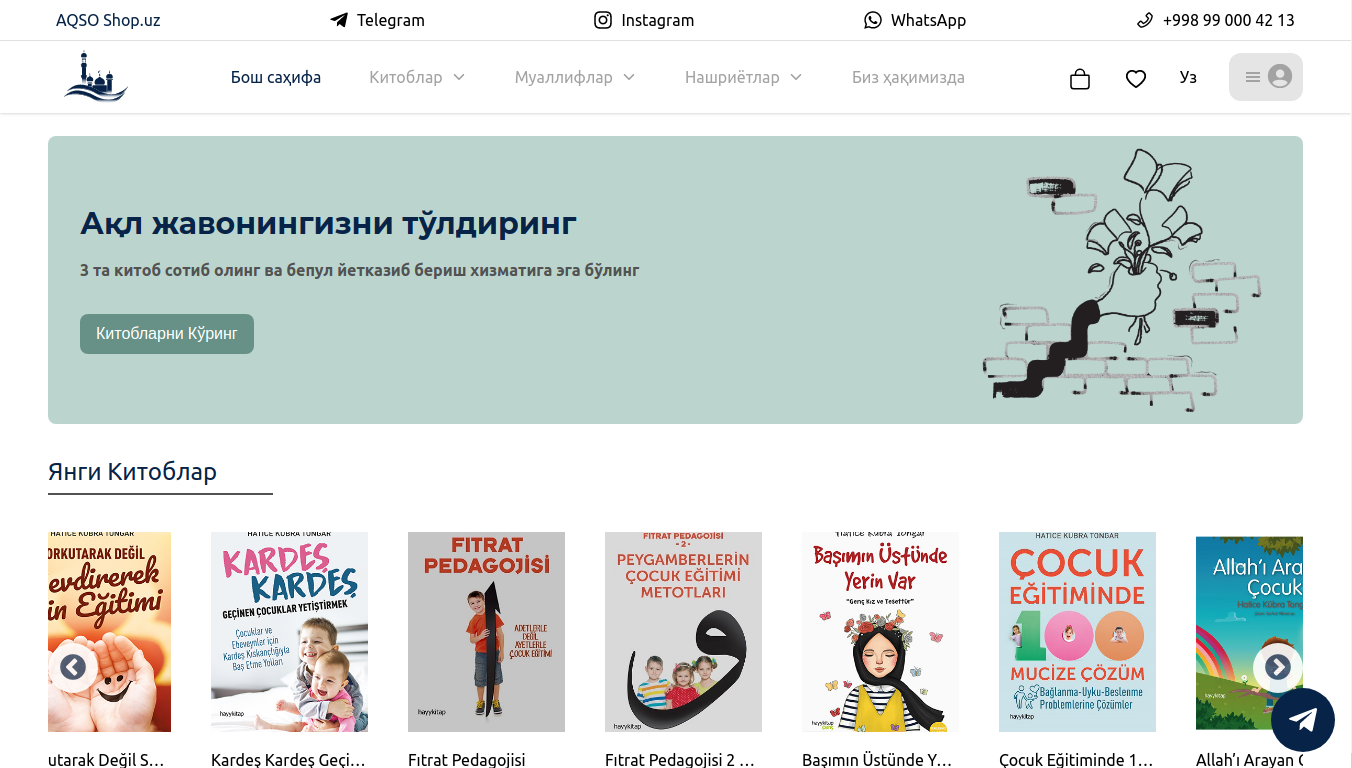 AQSO Shop.uz
Telegram
Instagram
WhatsApp
+998 99 000 42 13
Бош саҳифа
Китоблар
Муаллифлар
Нашриётлар
Биз ҳақимизда
Уз
Ақл жавонингизни тўлдиринг
3 та китоб сотиб олинг ва бепул йетказиб бериш хизматига эга бўлинг
Китобларни Кўринг
Янги Китоблар
HATİCE KÜBRA TONGAR
ORKUTARAK DEĞİL
evdirerek
in Eğitimi
HATİCE KÜBRA TONGAR
KARDEŞ
KARDEŞ
GEÇİNEN ÇOCUKLAR YETİŞTİRMEK
Çocuklar ve
Ebeveynler için
Kardeş Kıskançlığıyla
Baş Etme Yolları
hayykitap
FITRAT
PEDAGOJİSİ
ADETLERLE
DEĞİL
AYETLERLE
ÇOCUK EĞİTİMİ
hayykitap
FITRAT PEDAGOJİSİ
- 2 -
PEYGAMBERLERİN
ÇOCUK EĞİTİMİ
METOTLARI
hayykitap
Hatice Kübra Tongar
Başımın Üstünde
Yerin Var
"Genç Kız ve Tesettür"
hayykitap
genç
HATİCE KÜBRA TONGAR
ÇOCUK
EĞİTİMİNDE
100
MUCİZE ÇÖZÜM
Bağlanma-Uyku-Beslenme
Problemlerine Çözümler
hayykitap
Allah'ı Ara
Çocuk
Hatice Kübra Tong
hayykitap
utarak Değil S...
Kardeş Kardeş Geçi...
Fıtrat Pedagojisi
Fıtrat Pedagojisi 2 ...
Başımın Üstünde Y...
Çocuk Eğitiminde 1...
Allah'ı Arayan Ç